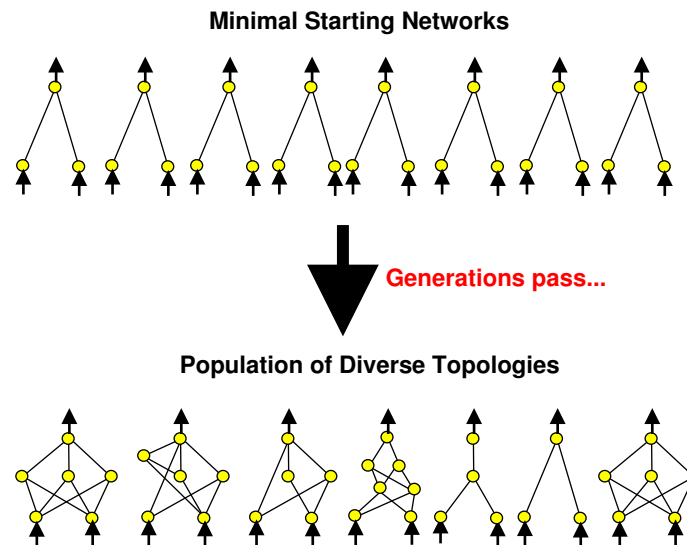 Minimal Starting Networks
Generations pass...
Population of Diverse Topologies